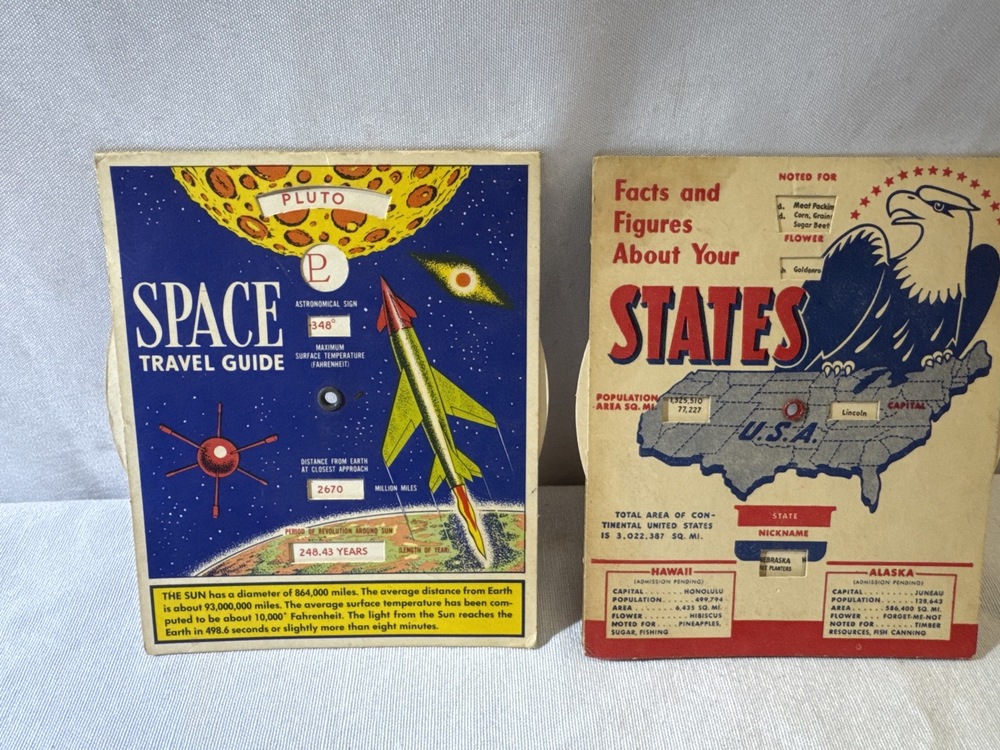 PLUTO
PL
SPACE
TRAVEL GUIDE
ASTRONOMICAL SIGN
348°
MAXIMUM
SURFACE TEMPERATURE
(FAHRENHEIT)
DISTANCE FROM EARTH
AT CLOSEST APPROACH
2670 MILLION MILES
PERIOD OF REVOLUTION AROUND SUN
248.43 YEARS (LENGTH OF YEAR)
THE SUN has a diameter of 864,000 miles. The average distance from Earth
is about 93,000,000 miles. The average surface temperature has been com-
puted to be about 10,000° Fahrenheit. The light from the Sun reaches the
Earth in 498.6 seconds or slightly more than eight minutes.
Facts and
Figures
About Your
STATES
NOTED FOR
d. Meat Packin
d. Corn, Grain
Sugar Beet
FLOWER
Goldenro
POPULATION 1,325,510
AREA SQ. MI. 77,227
Lincoln CAPITAL
U.S.A.
TOTAL AREA OF CON-
TINENTAL UNITED STATES
IS 3,022,387 SQ. MI.
STATE
NICKNAME
EBRASKA
EE PLANTERS
HAWAII
(ADMISSION PENDING)
CAPITAL . . . . . HONOLULU
POPULATION . . . . . 499,794
AREA . . . . . 6,435 SQ. MI.
FLOWER . . . . . HIBISCUS
NOTED FOR . . . . PINEAPPLES,
SUGAR, FISHING
ALASKA
(ADMISSION PENDING)
CAPITAL . . . . . JUNEAU
POPULATION . . . . . 128,643
AREA . . . . . 586,400 SQ. MI.
FLOWER . . . FORGET-ME-NOT
NOTED FOR . . . . . TIMBER
RESOURCES, FISH CANNING